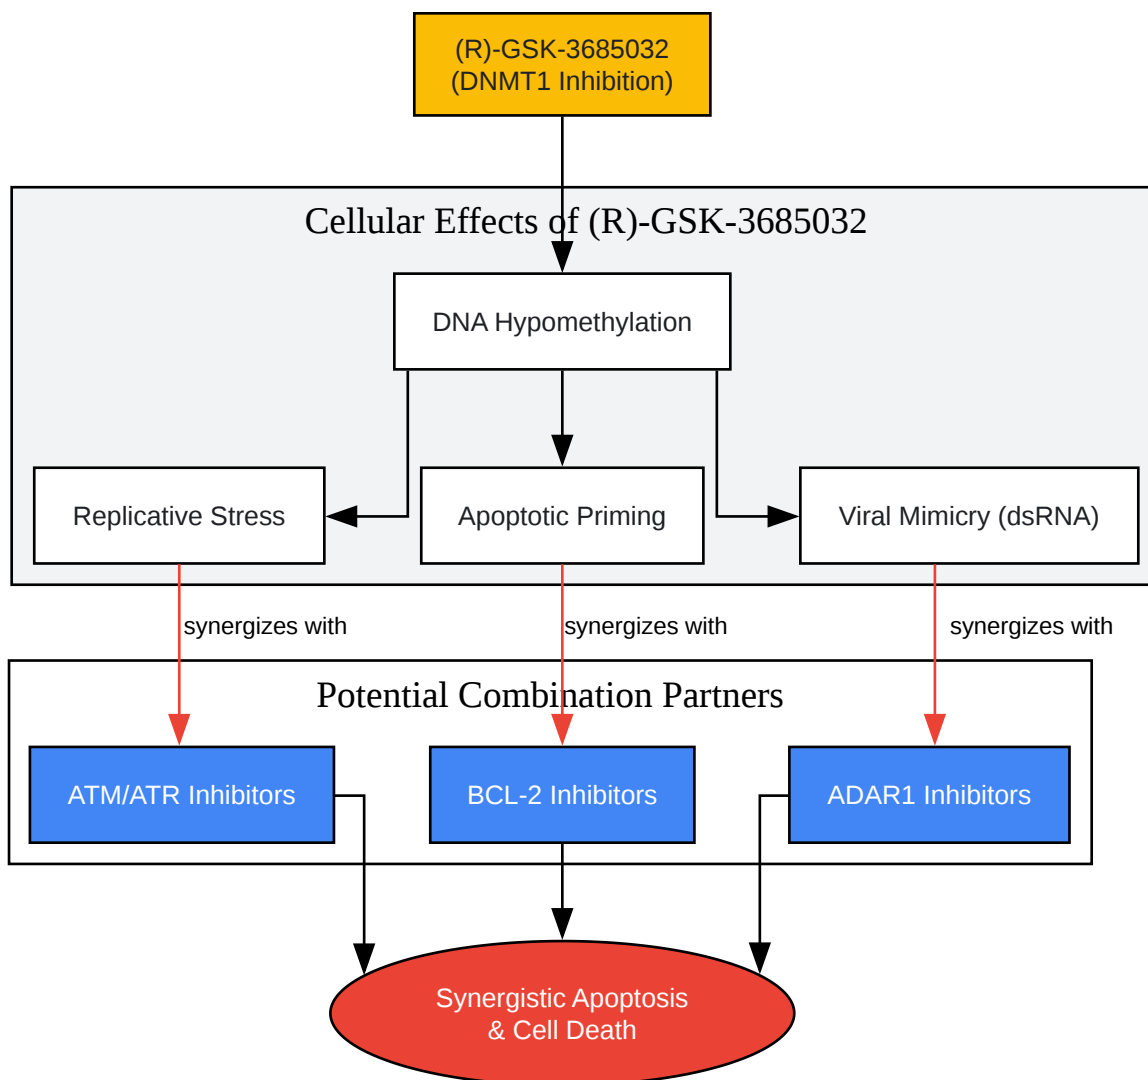 (R)-GSK-3685032
(DNMT1 Inhibition)
Cellular Effects of (R)-GSK-3685032
DNA Hypomethylation
Replicative Stress
Apoptotic Priming
Viral Mimicry (dsRNA)
synergizes with
synergizes with
synergizes with
Potential Combination Partners
ATM/ATR Inhibitors
BCL-2 Inhibitors
ADAR1 Inhibitors
Synergistic Apoptosis
& Cell Death